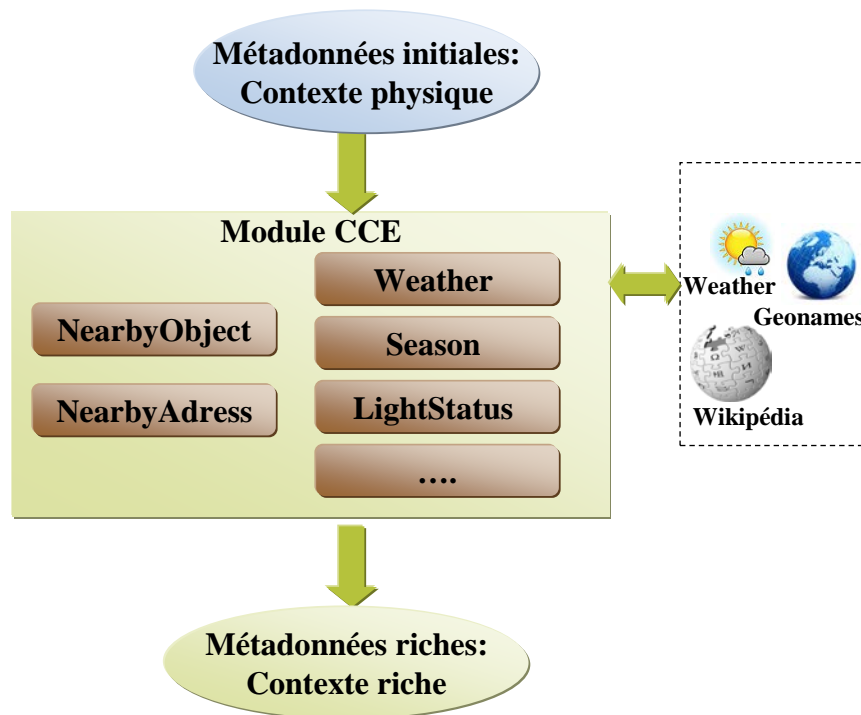 Métadonnées initiales:
Contexte physique
Module CCE
NearbyObject
NearbyAdress
Weather
Season
LightStatus
....
Weather
Geonames
Wikipédia
Métadonnées riches:
Contexte riche